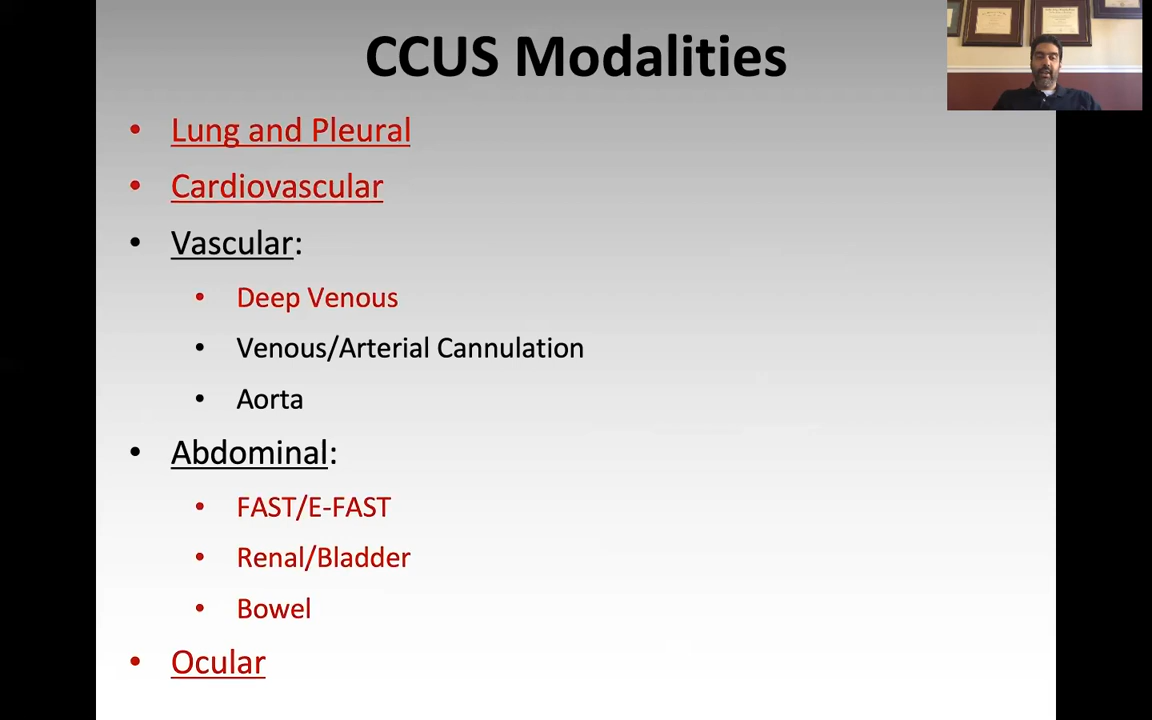 CCUS Modalities
• Lung and Pleural
• Cardiovascular
• Vascular:
• Deep Venous
• Venous/Arterial Cannulation
• Aorta
• Abdominal:
• FAST/E-FAST
• Renal/Bladder
• Bowel
• Ocular